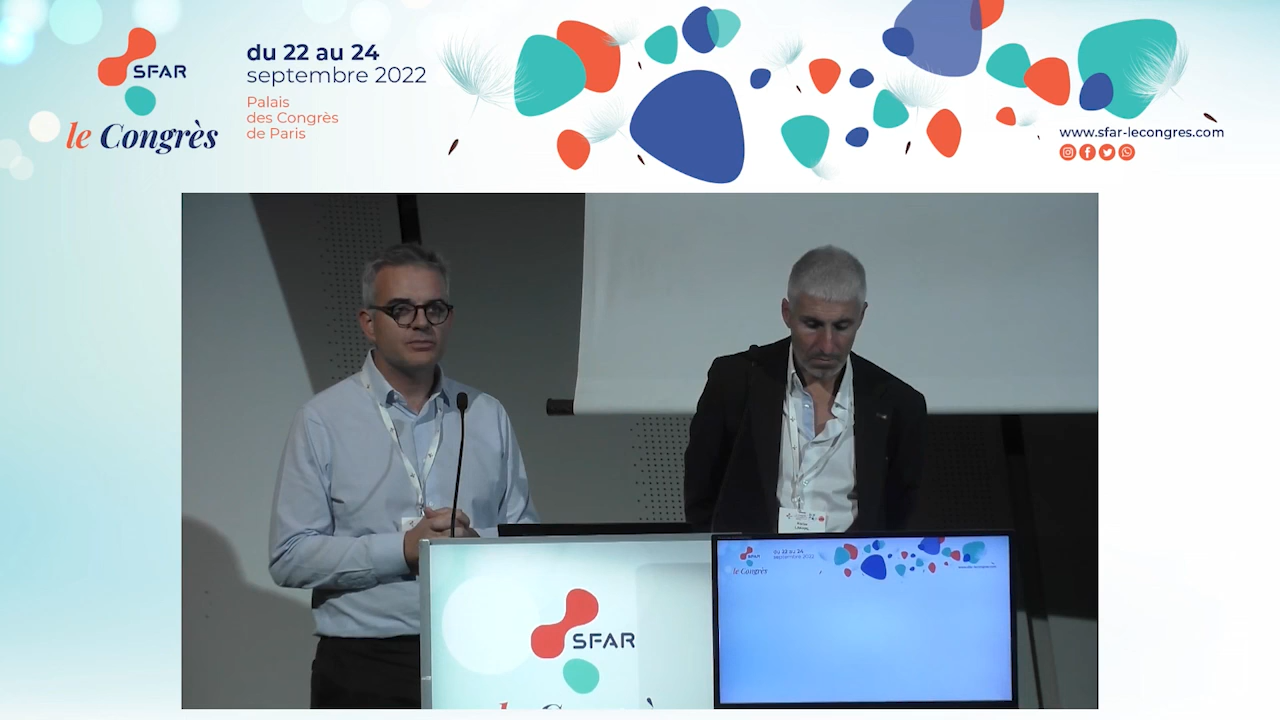 SFAR
le Congrès
du 22 au 24
septembre 2022
Palais
des Congrès
de Paris
www.sfar-lecongres.com
SFAR
du 22 au 24
septembre 2022
le Congrès
SFAR